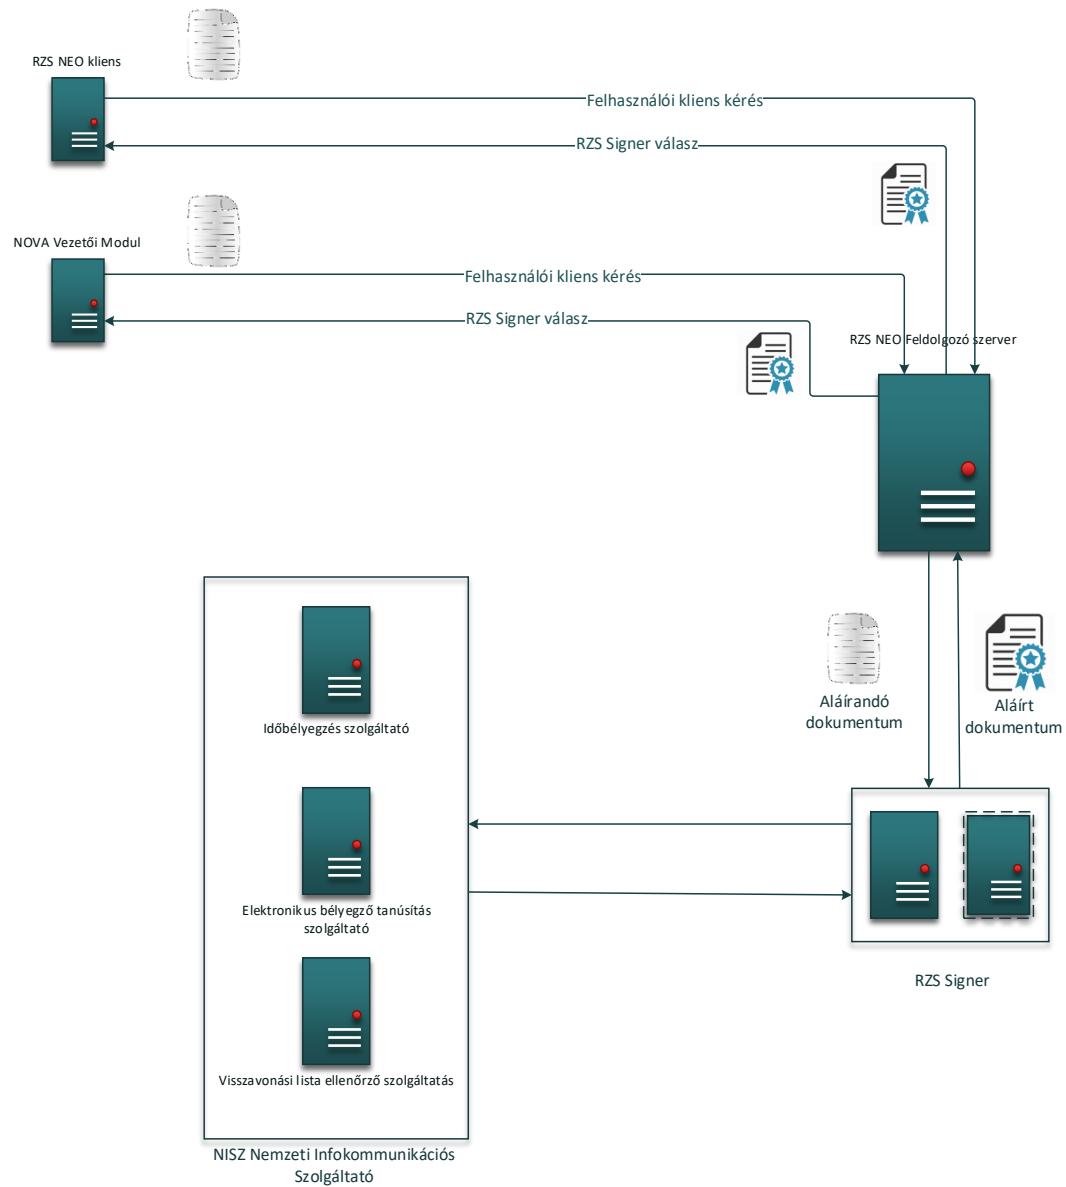 RZS NEO kliens
Felhasználói kliens kérés
RZS Signer válasz
NOVA Vezetői Modul
Felhasználói kliens kérés
RZS Signer válasz
RZS NEO Feldolgozó szerver
Aláírandó
dokumentum
Aláírt
dokumentum
Időbélyegzés szolgáltató
Elektronikus bélyegző tanúsítás
szolgáltató
RZS Signer
Visszavonási lista ellenőrző szolgáltatás
NISZ Nemzeti Infokommunikációs
Szolgáltató